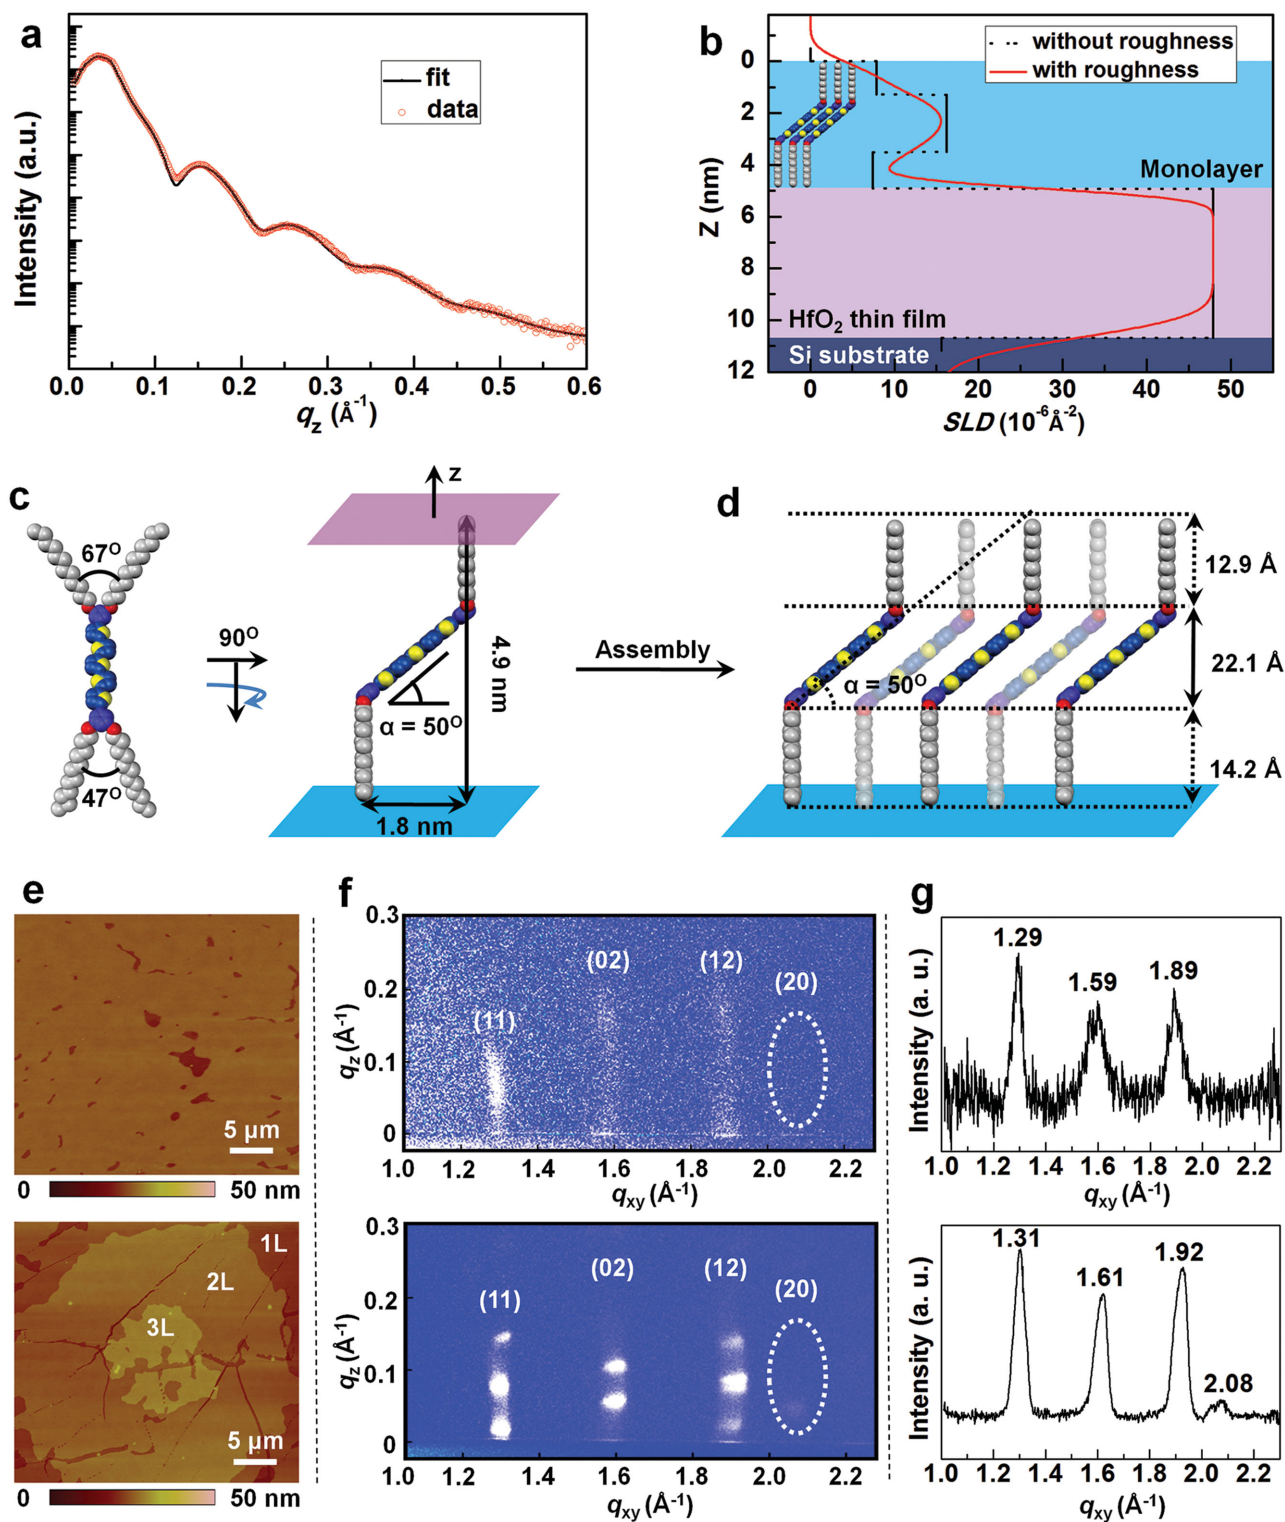 a
Intensity (a.u.)
fit
data
0.0 0.1 0.2 0.3 0.4 0.5 0.6
qz (Å-1)
b
without roughness
with roughness
Z (nm)
0
2
4
6
8
10
12
Monolayer
HfO2 thin film
Si substrate
0 10 20 30 40 50
SLD (10-6Å-2)
c
67O
47O
90O
z
4.9 nm
α = 50O
1.8 nm
Assembly
d
12.9 Å
22.1 Å
α = 50O
14.2 Å
e
5 μm
0 50 nm
1L
2L
3L
5 μm
0 50 nm
f
qz (Å-1)
0.3
0.2
0.1
0
(11)
(02)
(12)
(20)
1.0 1.2 1.4 1.6 1.8 2.0 2.2
qxy (Å-1)
qz (Å-1)
0.3
0.2
0.1
0
(11)
(02)
(12)
(20)
1.0 1.2 1.4 1.6 1.8 2.0 2.2
qxy (Å-1)
g
Intensity (a. u.)
1.29
1.59
1.89
1.0 1.2 1.4 1.6 1.8 2.0 2.2
qxy (Å-1)
Intensity (a. u.)
1.31
1.61
1.92
2.08
1.0 1.2 1.4 1.6 1.8 2.0 2.2
qxy (Å-1)